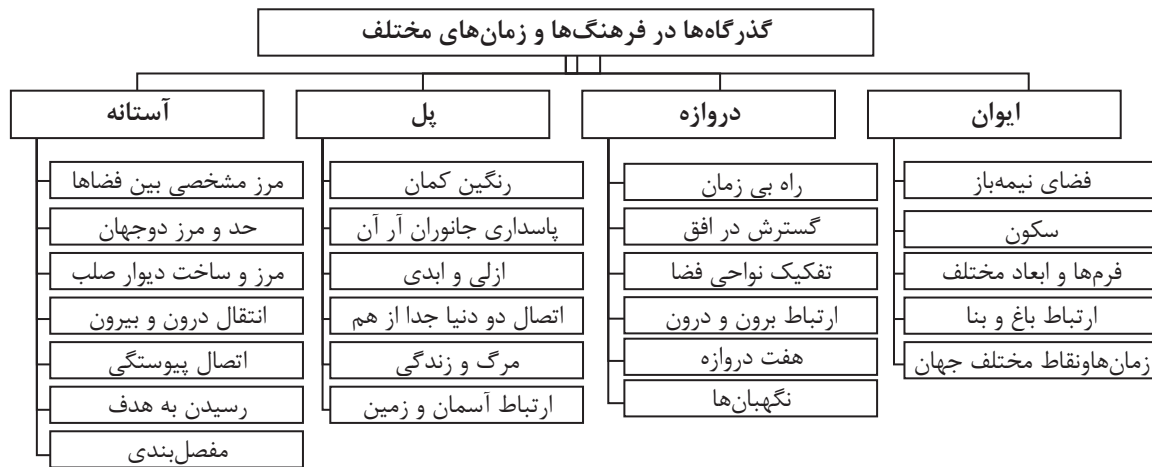 گذرگاه‌ها در فرهنگ‌ها و زمان‌های مختلف
ایوان
فضای نیمه‌باز
سکون
فرم‌ها و ابعاد مختلف
ارتباط باغ و بنا
زمان‌هاونقاط مختلف جهان
دروازه
راه بی زمان
گسترش در افق
تفکیک نواحی فضا
ارتباط برون و درون
هفت دروازه
نگهبان‌ها
پل
رنگین کمان
پاسداری جانوران آر آن
ازلی و ابدی
اتصال دو دنیا جدا از هم
مرگ و زندگی
ارتباط آسمان و زمین
آستانه
مرز مشخصی بین فضاها
حد و مرز دوجهان
مرز و ساخت دیوار صلب
انتقال درون و بیرون
اتصال پیوستگی
رسیدن به هدف
مفصل‌بندی